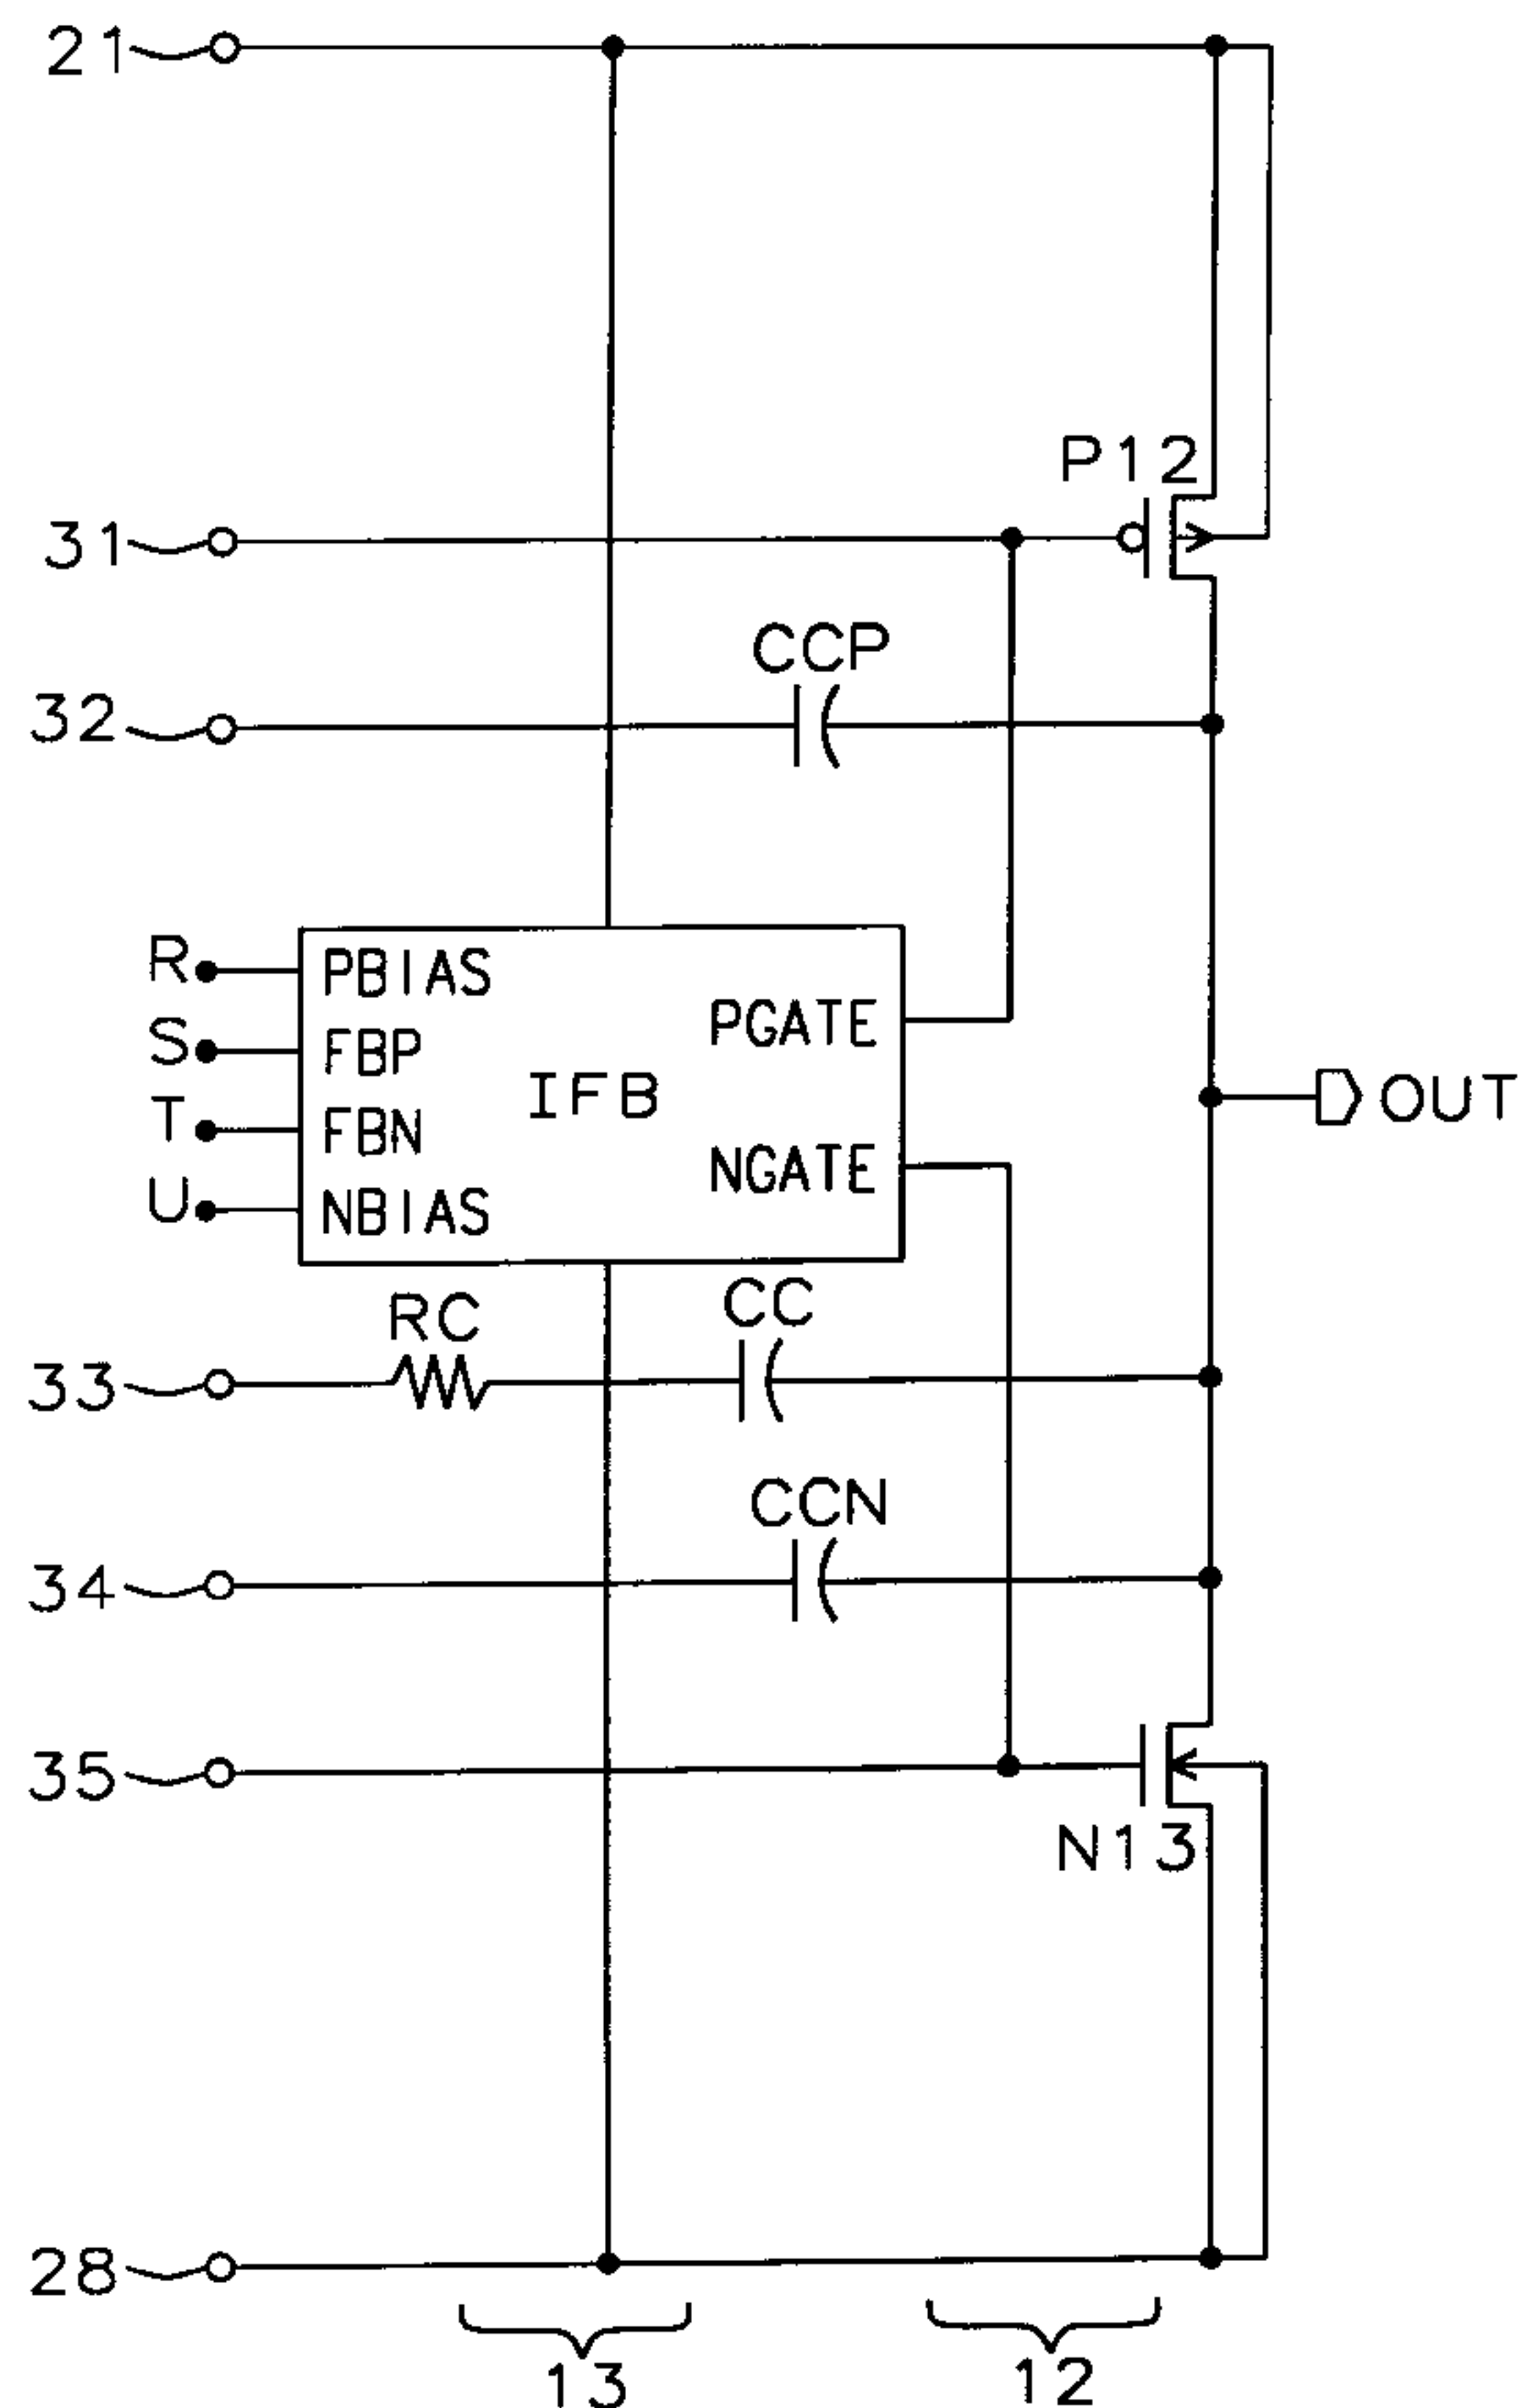 21
P12
31
CCP
32
R PBIAS
PGATE
S FBP
IFB
OUT
T FBN
NGATE
U NBIAS
RC CC
33
CCN
34
35
N13
28
13 12